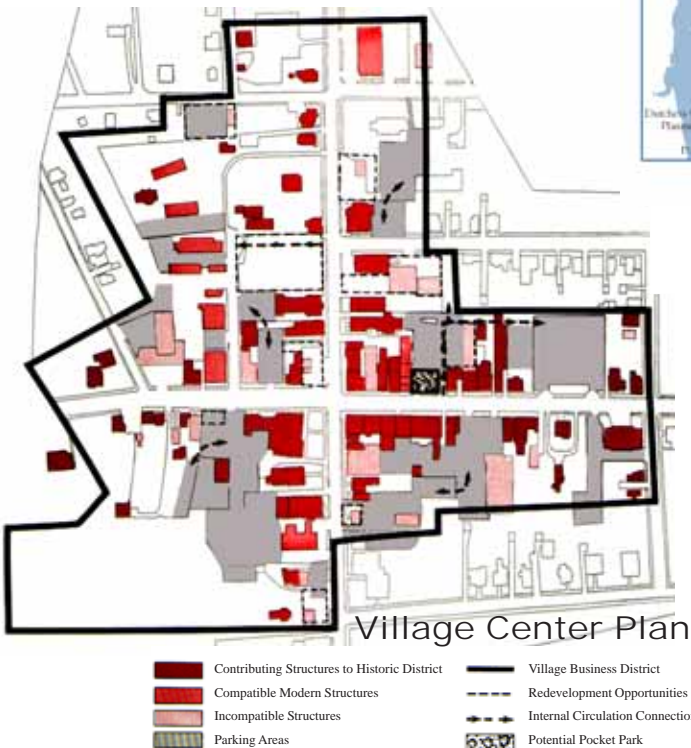 Village Center Plan
Contributing Structures to Historic District
Compatible Modern Structures
Incompatible Structures
Parking Areas
Village Business District
Redevelopment Opportunities
Internal Circulation Connection
Potential Pocket Park